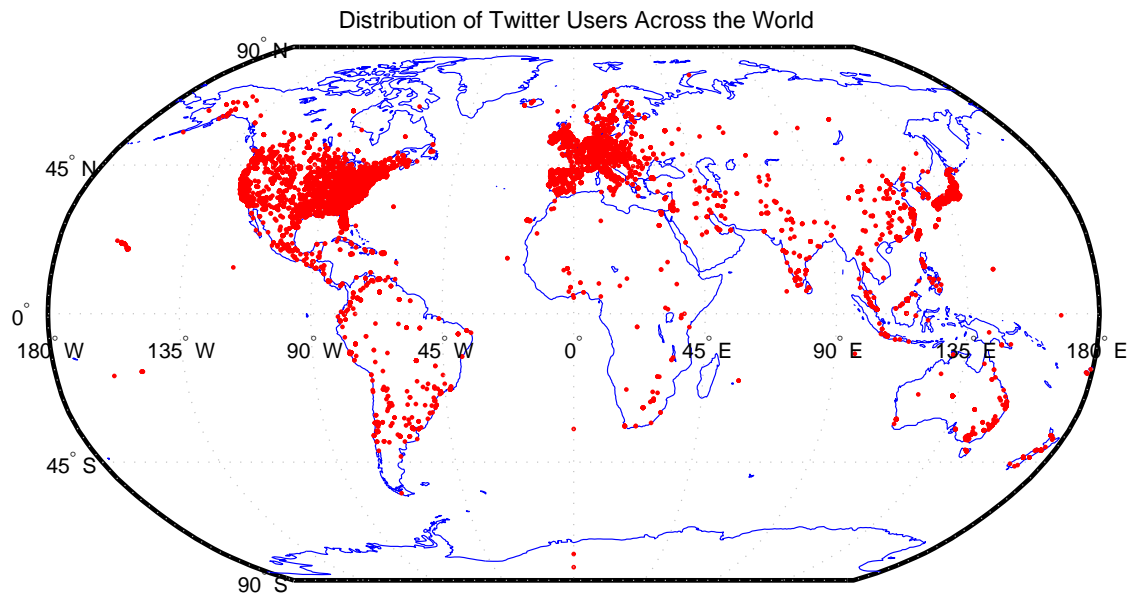 Distribution of Twitter Users Across the World
90° N
45° N
0°
180° W
135° W
90° W
45° W
0°
45° E
90° E
135° E
180° E
45° S
90° S